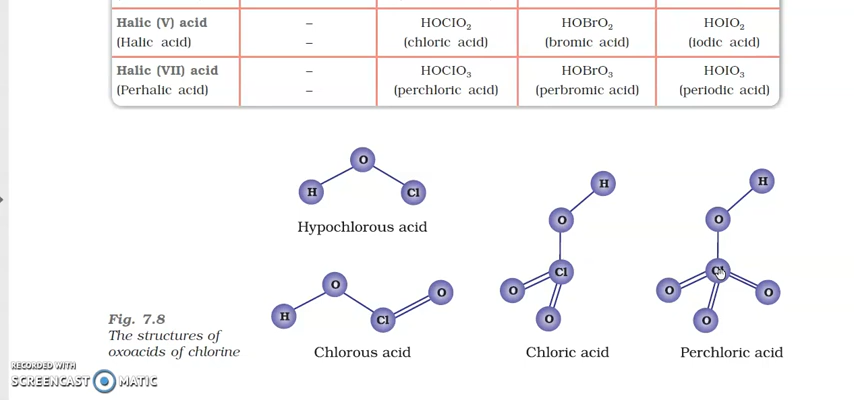 Halic (V) acid – HOClO2 HOBrO2 HOIO2
(Halic acid) – (chloric acid) (bromic acid) (iodic acid)
Halic (VII) acid – HOClO3 HOBrO3 HOIO3
(Perhalic acid) – (perchloric acid) (perbromic acid) (periodic acid)
O
H Cl
Hypochlorous acid
O
H Cl O
Chlorous acid
H
O
Cl
O
O
Chloric acid
H
O
Cl
O O
O
Perchloric acid
Fig. 7.8
The structures of
oxoacids of chlorine
RECORDED WITH
SCREENCAST MATIC